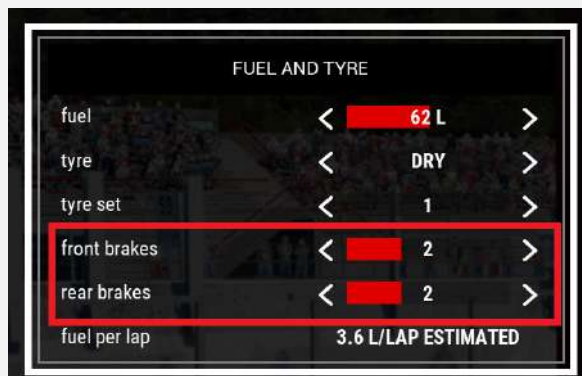 FUEL AND TYRE
fuel 62 L
tyre DRY
tyre set 1
front brakes 2
rear brakes 2
fuel per lap 3.6 L/LAP ESTIMATED